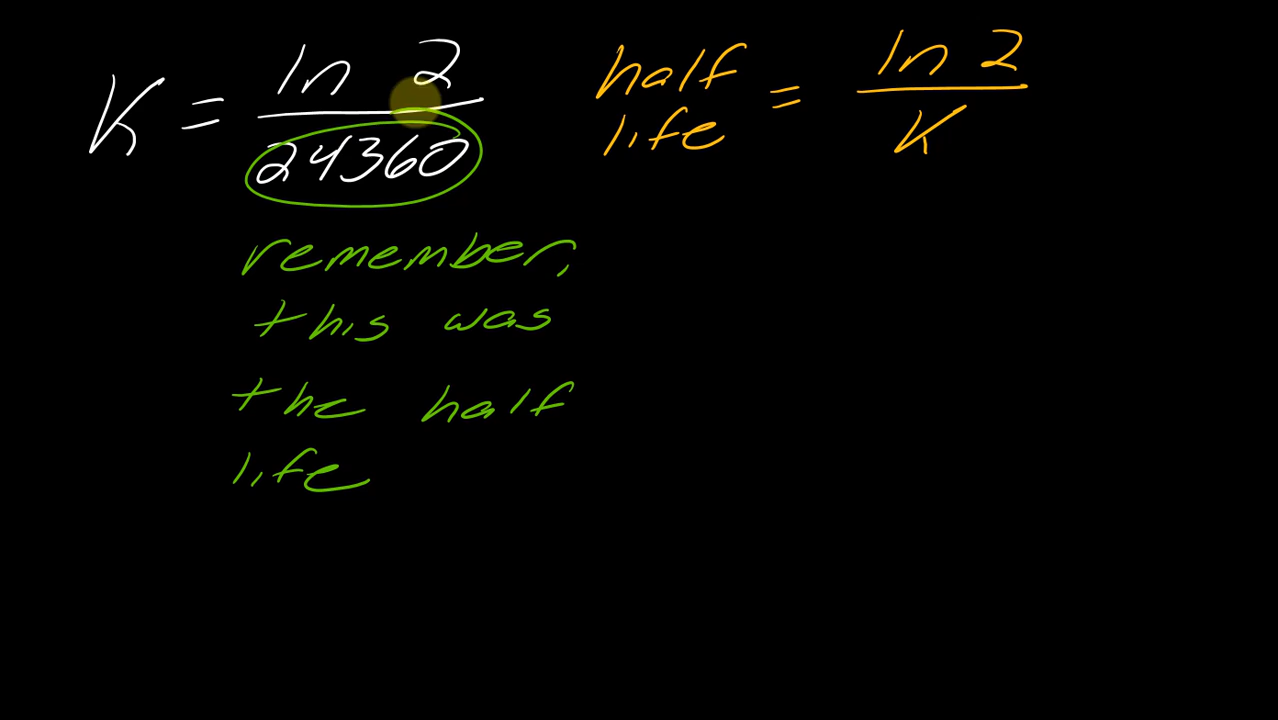 K = ln 2 / 24360
half life = ln 2 / K
remember,
this was
the half
life